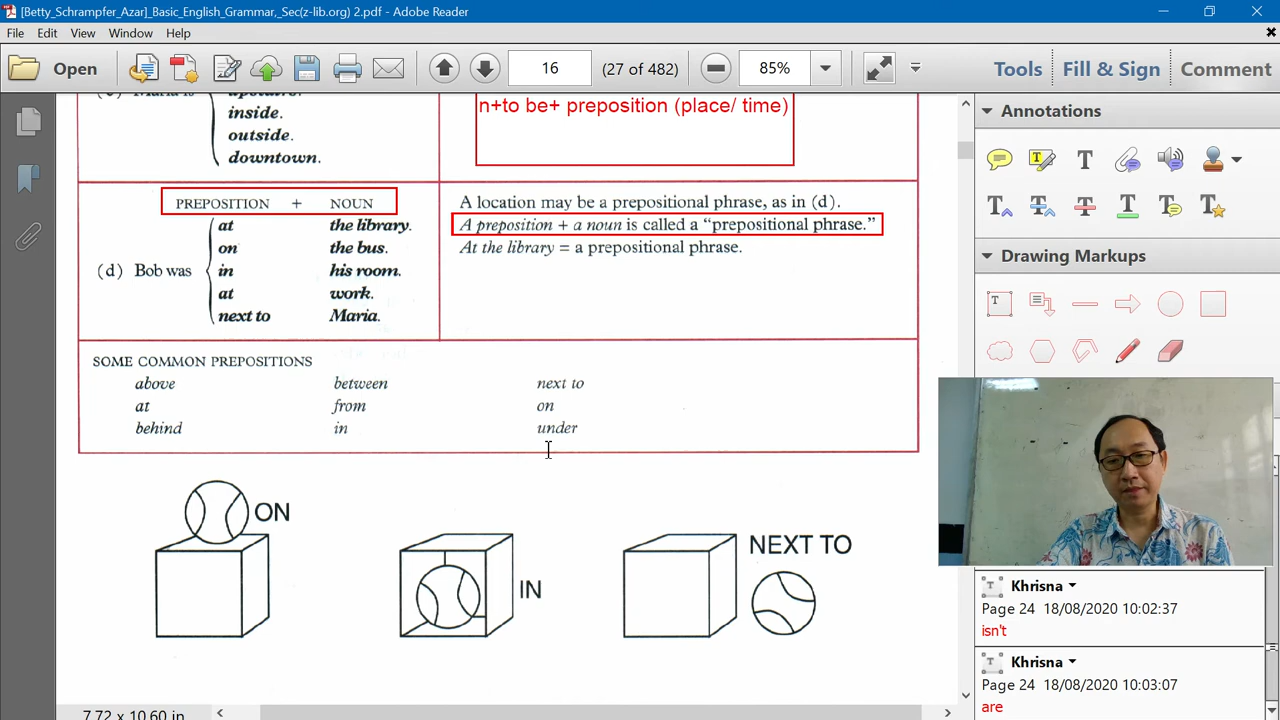 [Betty_Schrampfer_Azar]_Basic_English_Grammar,_Sec(z-lib.org) 2.pdf - Adobe Reader
File Edit View Window Help
Open 16 (27 of 482) 85% Tools Fill & Sign Comment
inside.
outside.
downtown.
n+to be+ preposition (place/ time)
PREPOSITION + NOUN
(d) Bob was
at the library.
on the bus.
in his room.
at work.
next to Maria.
A location may be a prepositional phrase, as in (d).
A preposition + a noun is called a “prepositional phrase.”
At the library = a prepositional phrase.
SOME COMMON PREPOSITIONS
above between next to
at from on
behind in under
ON
IN
NEXT TO
7.72 x 10.60 in
Annotations
T T T T T T
Drawing Markups
T
T Khrisna
Page 24 18/08/2020 10:02:37
isn't
T Khrisna
Page 24 18/08/2020 10:03:07
are